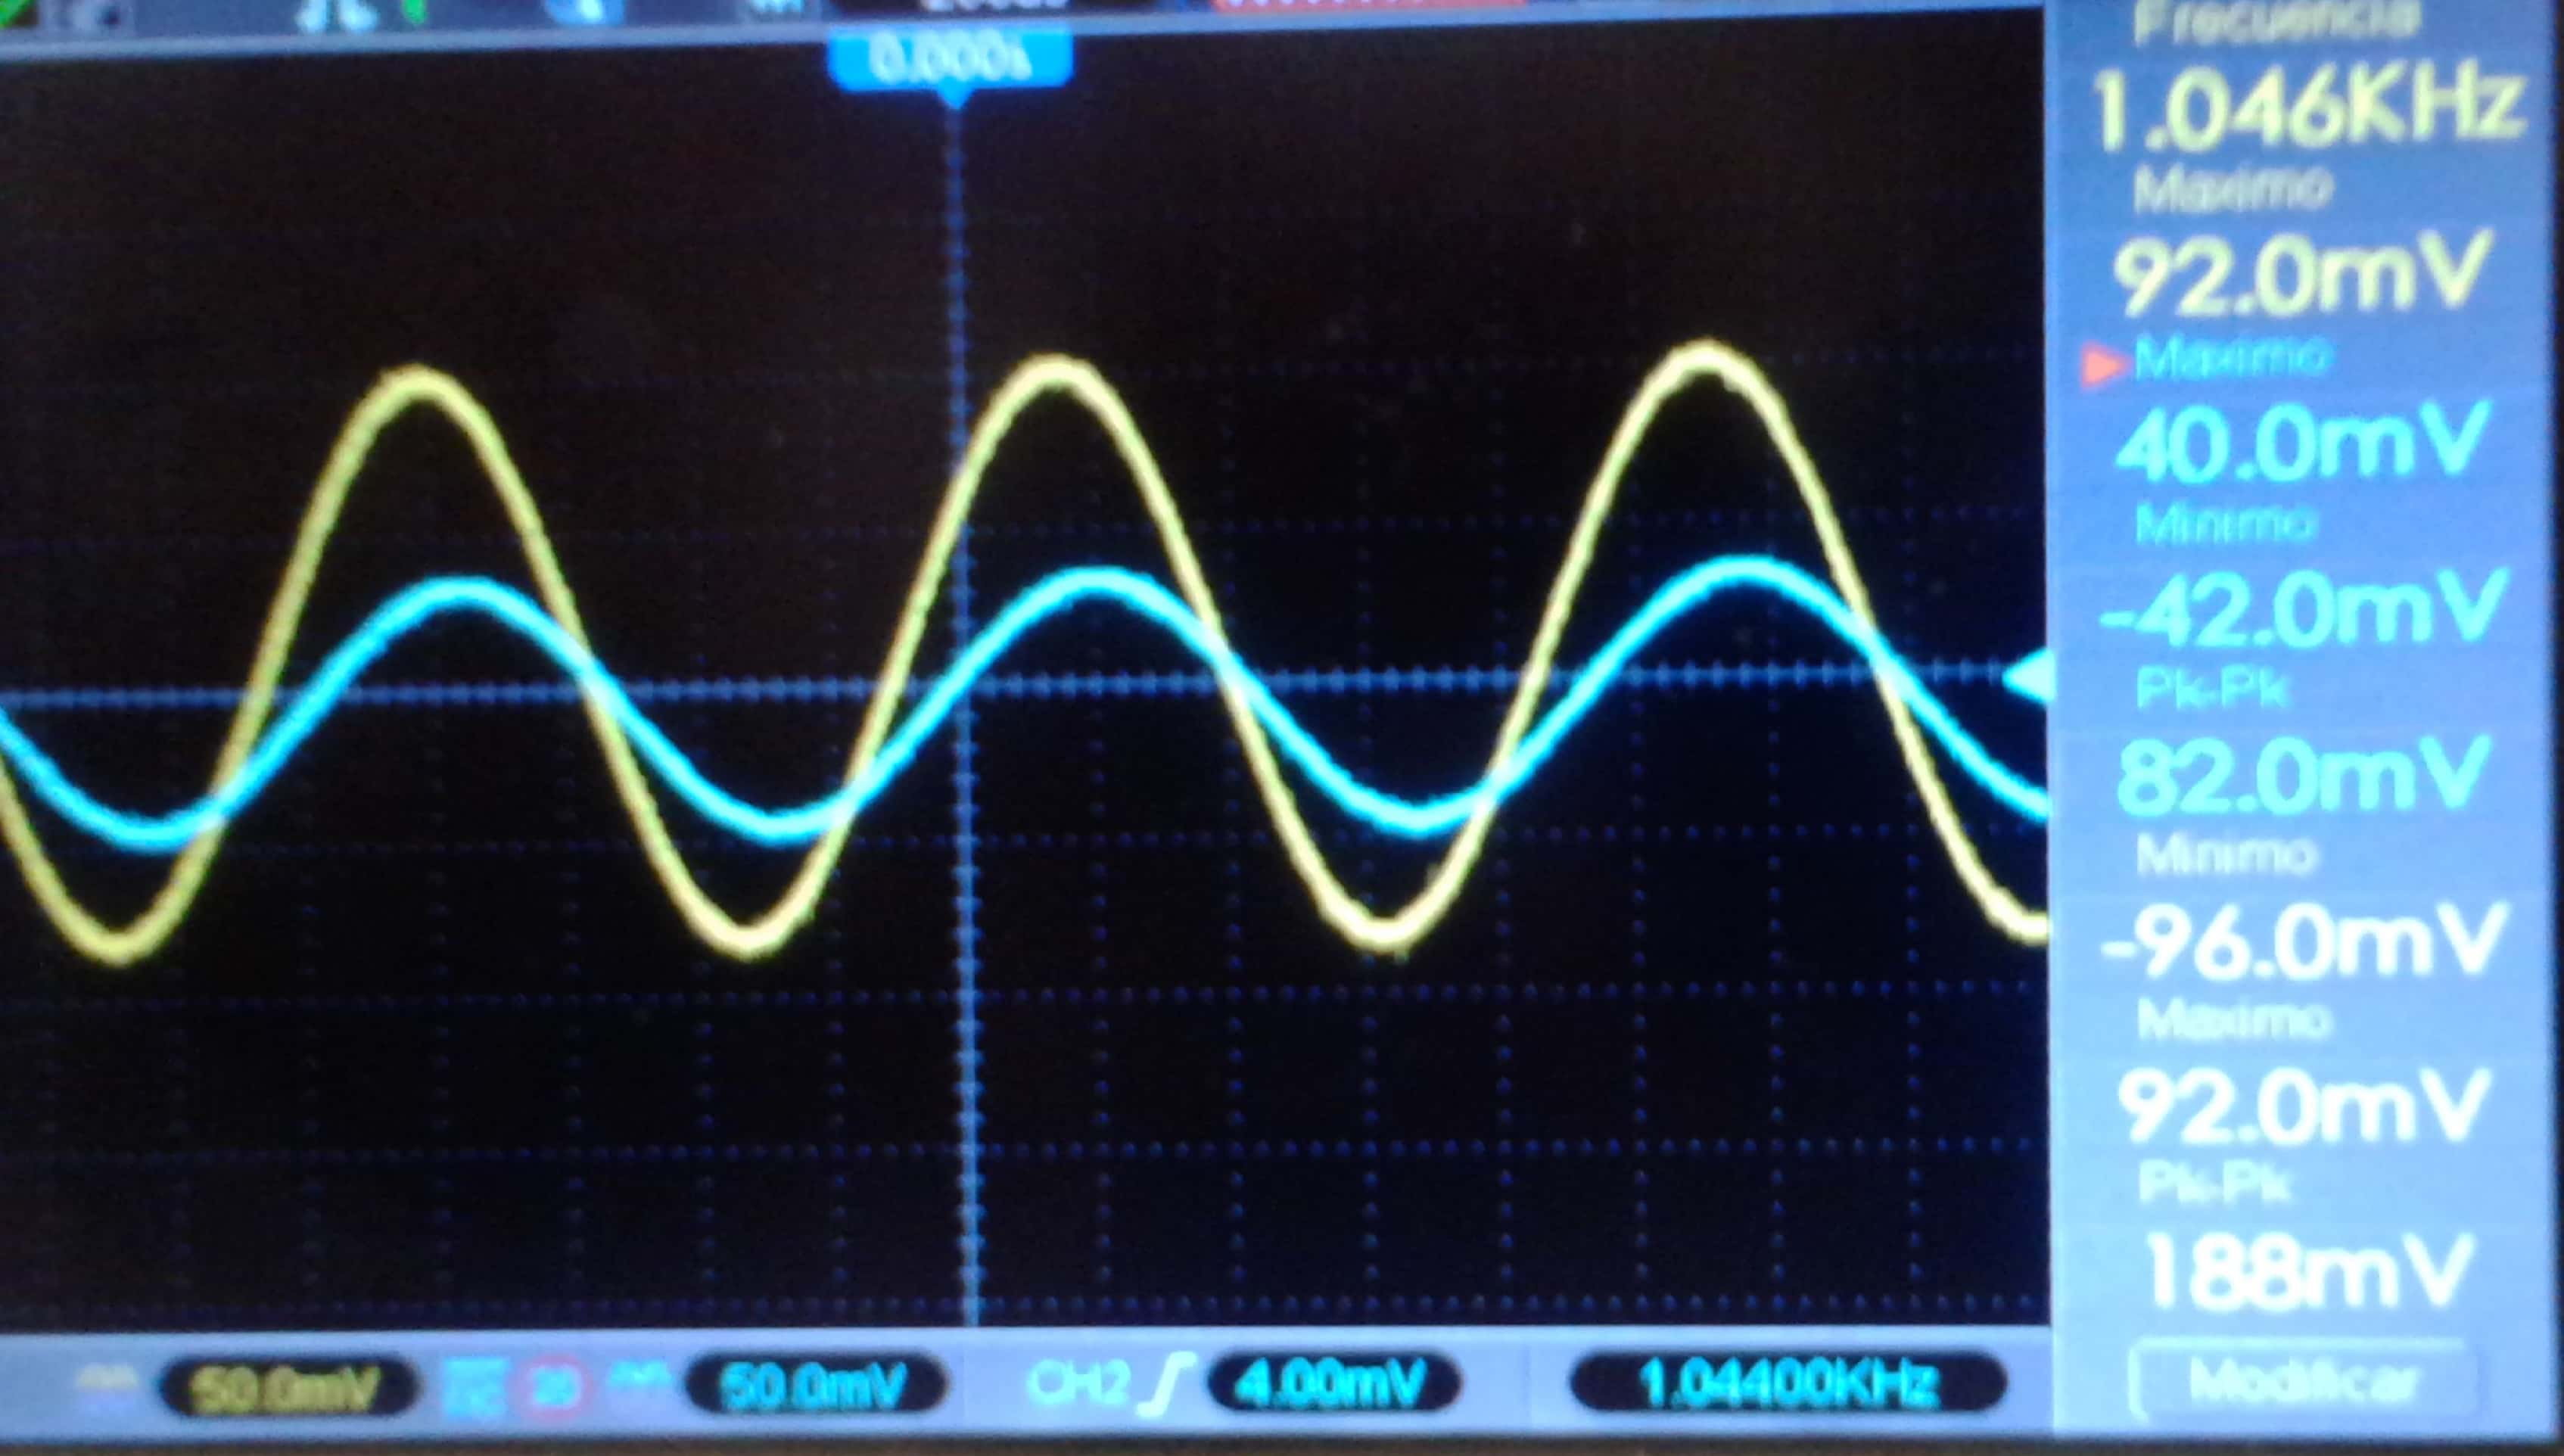 0.000s
Frecuencia
1.046KHz
Maximo
92.0mV
Maximo
40.0mV
Minimo
-42.0mV
Pk-Pk
82.0mV
Minimo
-96.0mV
Maximo
92.0mV
Pk-Pk
188mV
Modificar
50.0mV 50.0mV CH2 4.00mV 1.04400KHz